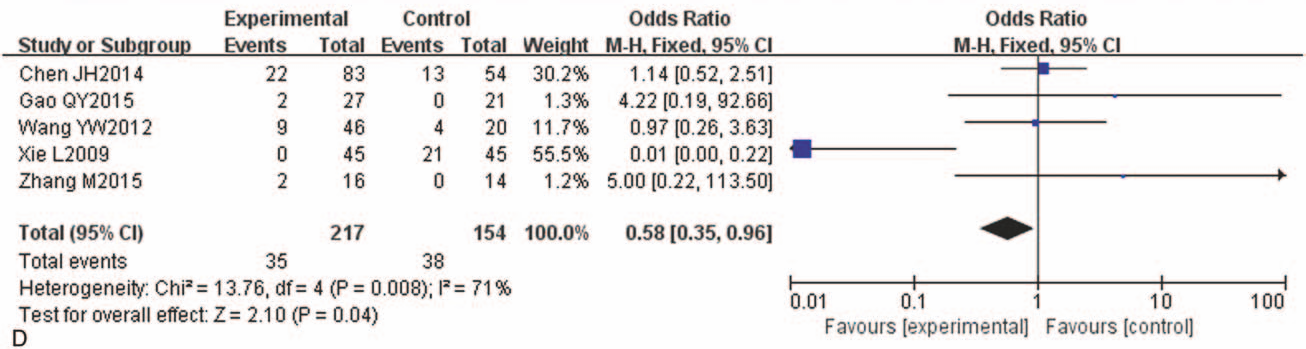 Experimental Control Odds Ratio Odds Ratio
Study or Subgroup Events Total Events Total Weight M-H, Fixed, 95% CI M-H, Fixed, 95% CI
Chen JH2014 22 83 13 54 30.2% 1.14 [0.52, 2.51]
Gao QY2015 2 27 0 21 1.3% 4.22 [0.19, 92.66]
Wang YW2012 9 46 4 20 11.7% 0.97 [0.26, 3.63]
Xie L2009 0 45 21 45 55.5% 0.01 [0.00, 0.22]
Zhang M2015 2 16 0 14 1.2% 5.00 [0.22, 113.50]
Total (95% CI) 217 154 100.0% 0.58 [0.35, 0.96]
Total events 35 38
Heterogeneity: Chi² = 13.76, df = 4 (P = 0.008); I² = 71%
Test for overall effect: Z = 2.10 (P = 0.04)
0.01 0.1 1 10 100
Favours [experimental] Favours [control]
D